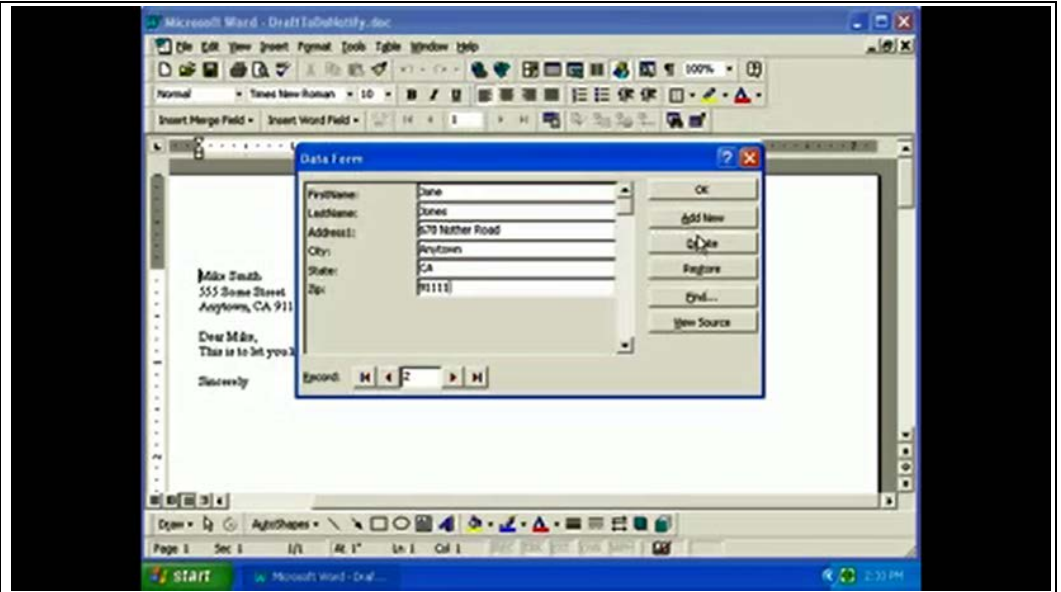 Microsoft Word - DraftToDoNotify.doc
File Edit View Insert Format Tools Table Window Help
100%
Normal Times New Roman 10 B I U
Insert Merge Field Insert Word Field 1
Data Form
FirstName: Jane OK
LastName: Jones Add New
Address1: 678 Nother Road
City: Anytown Delete
State: CA Restore
Zip: 91111 Find...
View Source
Record: 2
Mike Smith
555 Some Street
Anytown, CA 911
Dear Mike,
This is to let you k
Sincerely
Draw AutoShapes
Page 1 Sec 1 1/1 At 1" Ln 1 Col 1
start Microsoft Word - Draf... 2:33 PM